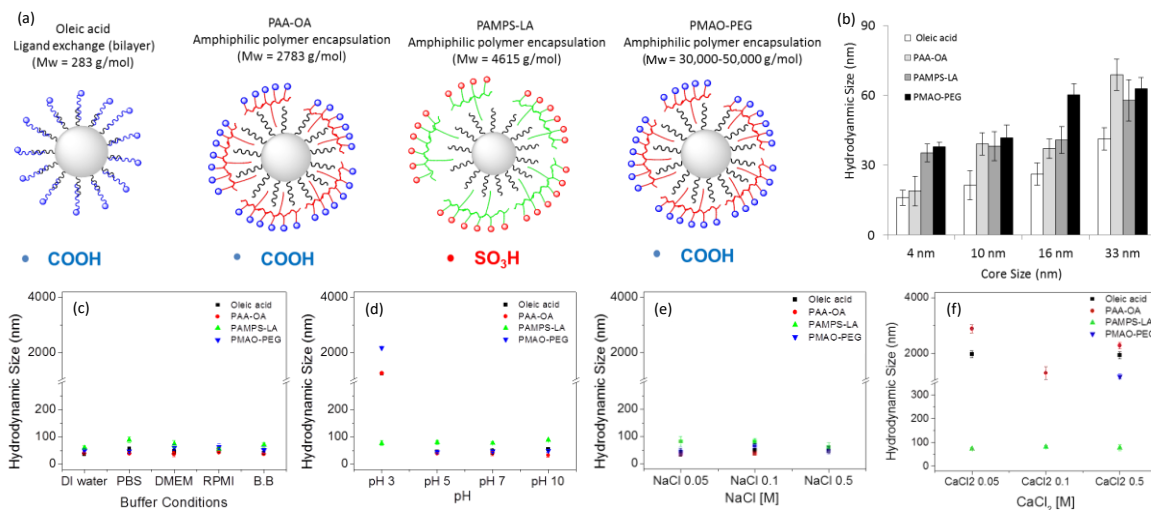 (a)
Oleic acid
Ligand exchange (bilayer)
(Mw = 283 g/mol)
PAA-OA
Amphiphilic polymer encapsulation
(Mw = 2783 g/mol)
PAMPS-LA
Amphiphilic polymer encapsulation
(Mw = 4615 g/mol)
PMAO-PEG
Amphiphilic polymer encapsulation
(Mw = 30,000-50,000 g/mol)
• COOH
• COOH
• SO3H
• COOH
(b)
Hydrodyanmic Size (nm)
90
60
30
0
Oleic acid
PAA-OA
PAMPS-LA
PMAO-PEG
4 nm 10 nm 16 nm 33 nm
Core Size (nm)
(c)
Hydrodynamic Size (nm)
4000
2000
200
100
50
0
Oleic acid
PAA-OA
PAMPS-LA
PMAO-PEG
DI water PBS DMEM RPMI B.B
Buffer Conditions
(d)
Hydrodynamic Size (nm)
4000
2000
200
100
50
0
Oleic acid
PAA-OA
PAMPS-LA
PMAO-PEG
pH 3 pH 5 pH 7 pH 10
pH
(e)
Hydrodynamic Size (nm)
4000
2000
200
100
50
0
Oleic acid
PAA-OA
PAMPS-LA
PMAO-PEG
NaCl 0.05 NaCl 0.1 NaCl 0.5
NaCl [M]
(f)
Hydrodynamic Size (nm)
4000
2000
200
100
50
0
Oleic acid
PAA-OA
PAMPS-LA
PMAO-PEG
CaCl2 0.05 CaCl2 0.1 CaCl2 0.5
CaCl2 [M]